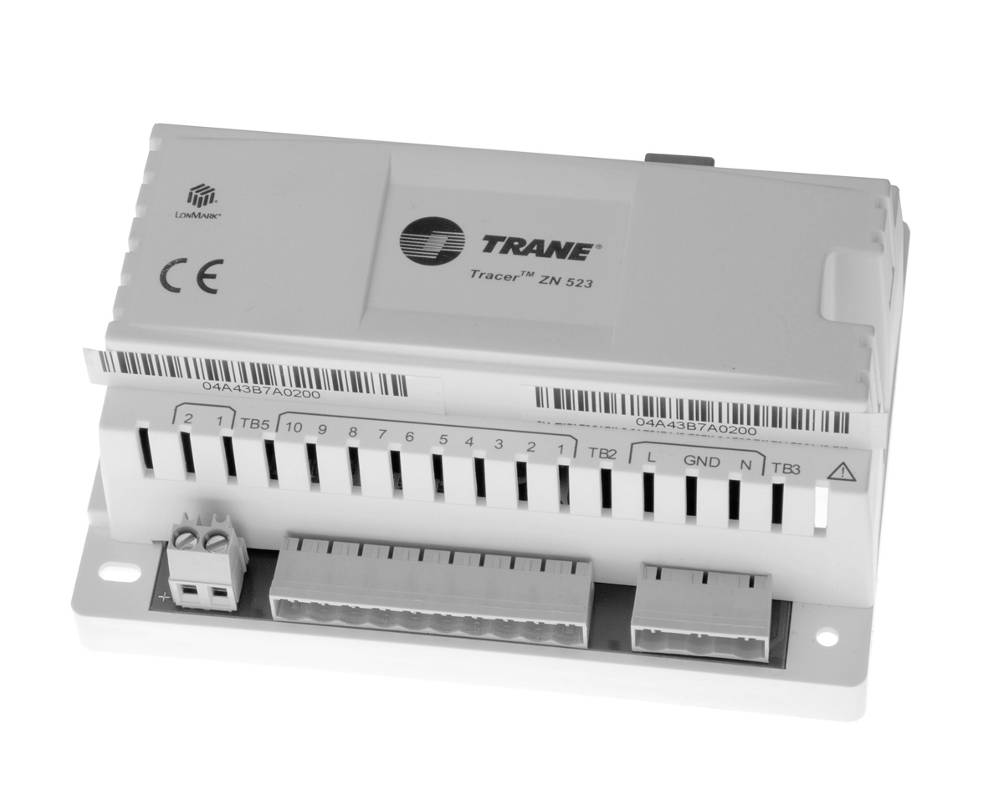 LONMARK®
TRANE®
Tracer™ ZN 523
CE
04A43B7A0200
04A43B7A0200
2 1 TB5 10 9 8 7 6 5 4 3 2 1 TB2 L GND N TB3